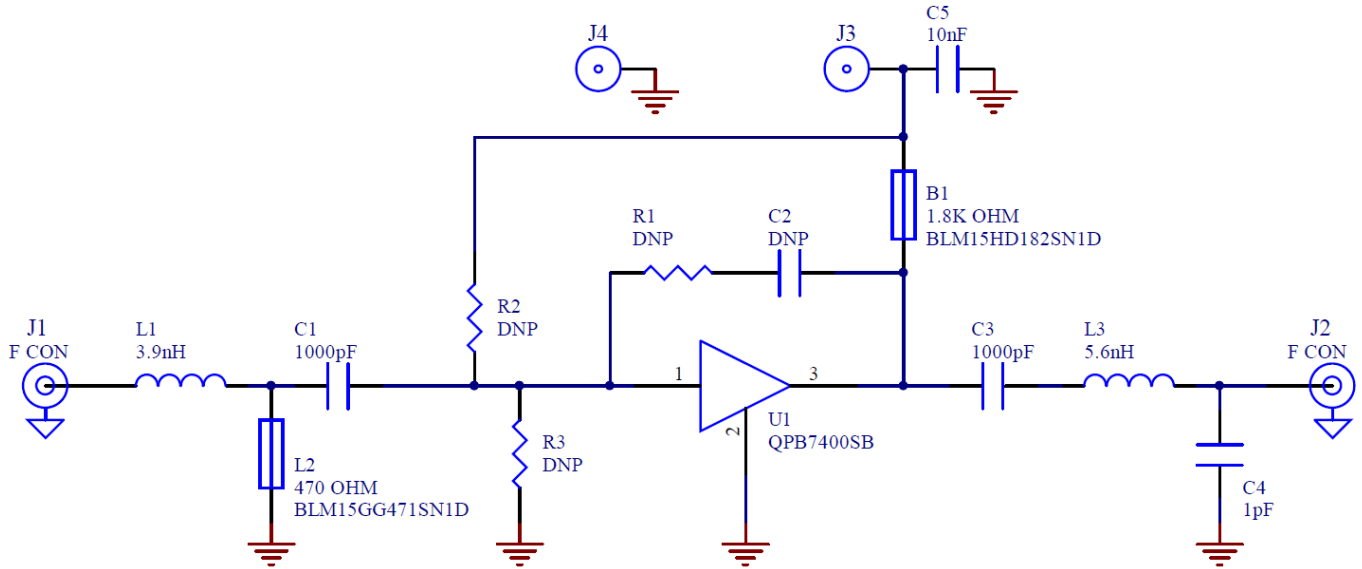 C5
10nF
J4
J3
B1
1.8K OHM
BLM15HD182SN1D
R1
DNP
C2
DNP
R2
DNP
J1
F CON
L1
3.9nH
C1
1000pF
C3
1000pF
L3
5.6nH
J2
F CON
1
3
2
U1
QPB7400SB
R3
DNP
L2
470 OHM
BLM15GG471SN1D
C4
1pF